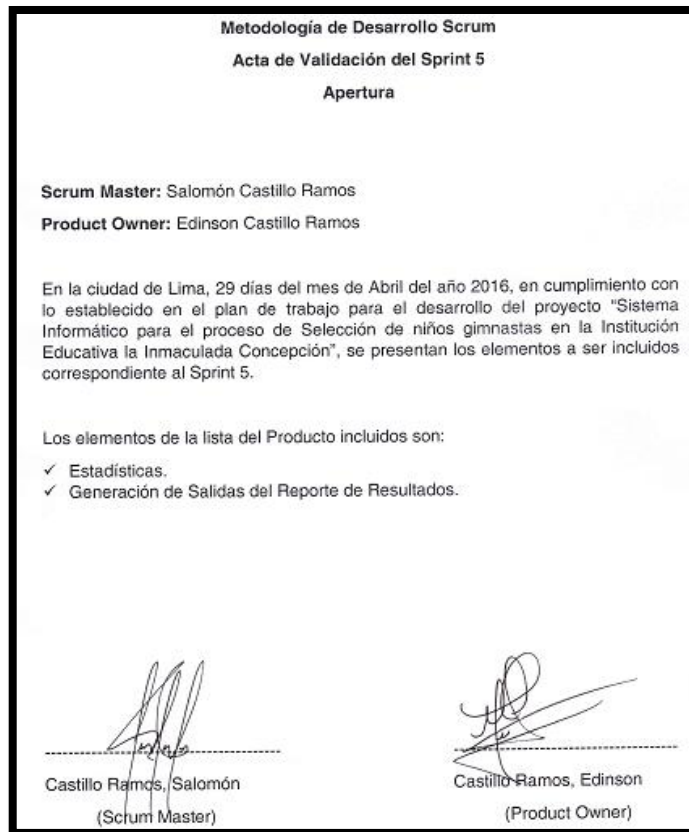 Metodología de Desarrollo Scrum
Acta de Validación del Sprint 5
Apertura
Scrum Master: Salomón Castillo Ramos
Product Owner: Edinson Castillo Ramos
En la ciudad de Lima, 29 días del mes de Abril del año 2016, en cumplimiento con
lo establecido en el plan de trabajo para el desarrollo del proyecto “Sistema
Informático para el proceso de Selección de niños gimnastas en la Institución
Educativa la Inmaculada Concepción”, se presentan los elementos a ser incluidos
correspondiente al Sprint 5.
Los elementos de la lista del Producto incluidos son:
✓ Estadísticas.
✓ Generación de Salidas del Reporte de Resultados.
Castillo Ramos, Salomón
(Scrum Master)
Castillo Ramos, Edinson
(Product Owner)